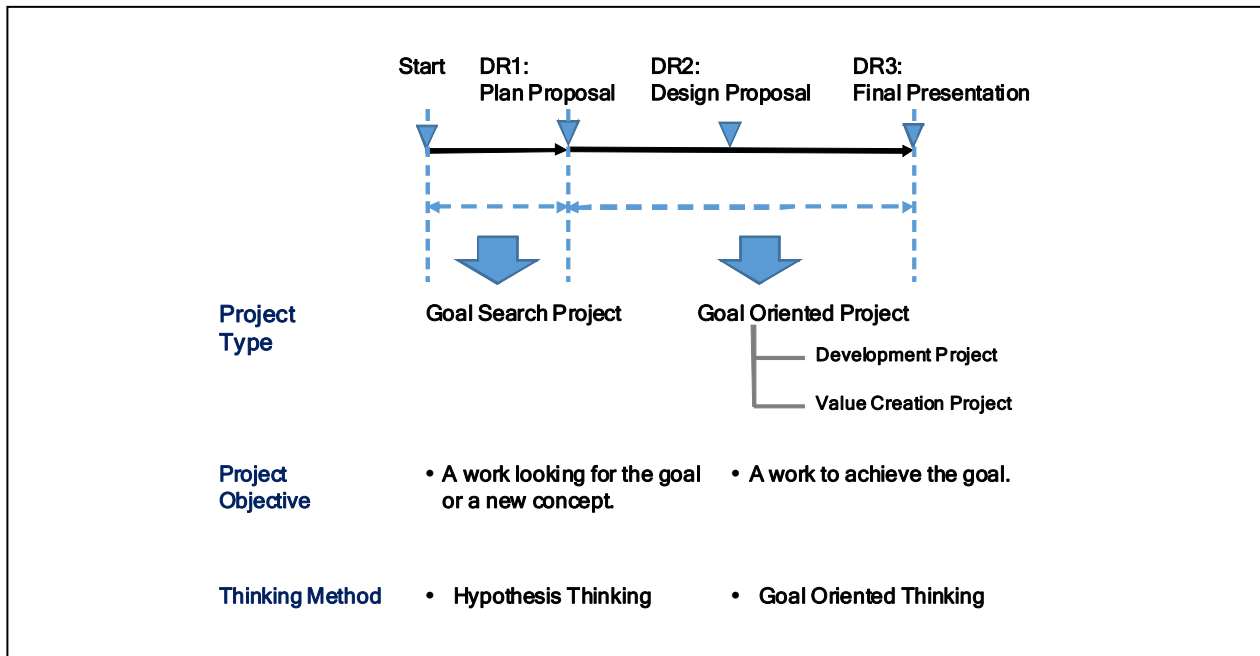 Start
DR1:
Plan Proposal
DR2:
Design Proposal
DR3:
Final Presentation
Project
Type
Goal Search Project
Goal Oriented Project
Development Project
Value Creation Project
Project
Objective
• A work looking for the goal
or a new concept.
• A work to achieve the goal.
Thinking Method
• Hypothesis Thinking
• Goal Oriented Thinking